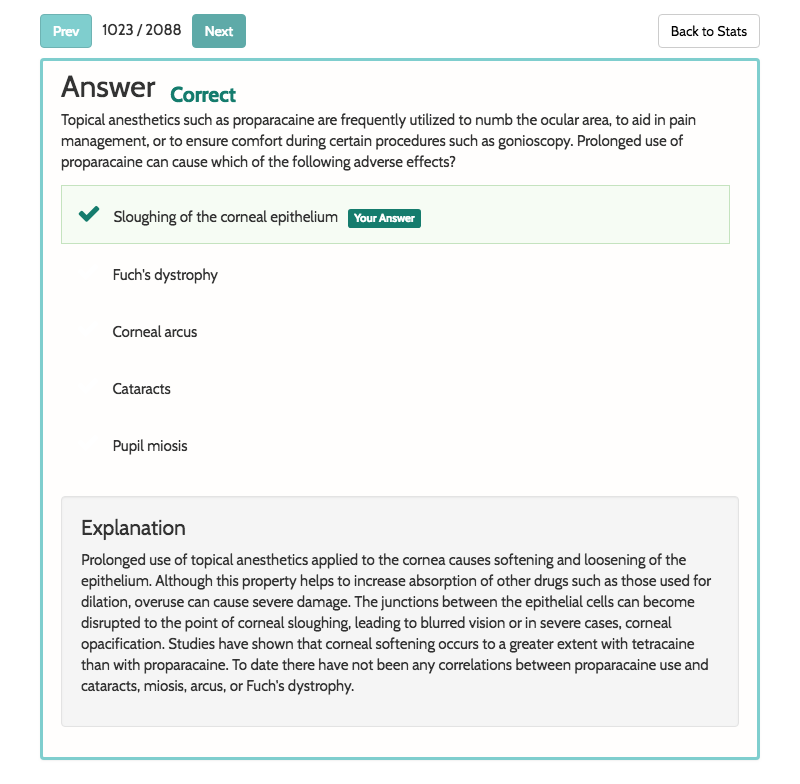 Prev 1023 / 2088 Next Back to Stats
Answer Correct
Topical anesthetics such as proparacaine are frequently utilized to numb the ocular area, to aid in pain
management, or to ensure comfort during certain procedures such as gonioscopy. Prolonged use of
proparacaine can cause which of the following adverse effects?
Sloughing of the corneal epithelium Your Answer
Fuch's dystrophy
Corneal arcus
Cataracts
Pupil miosis
Explanation
Prolonged use of topical anesthetics applied to the cornea causes softening and loosening of the
epithelium. Although this property helps to increase absorption of other drugs such as those used for
dilation, overuse can cause severe damage. The junctions between the epithelial cells can become
disrupted to the point of corneal sloughing, leading to blurred vision or in severe cases, corneal
opacification. Studies have shown that corneal softening occurs to a greater extent with tetracaine
than with proparacaine. To date there have not been any correlations between proparacaine use and
cataracts, miosis, arcus, or Fuch's dystrophy.